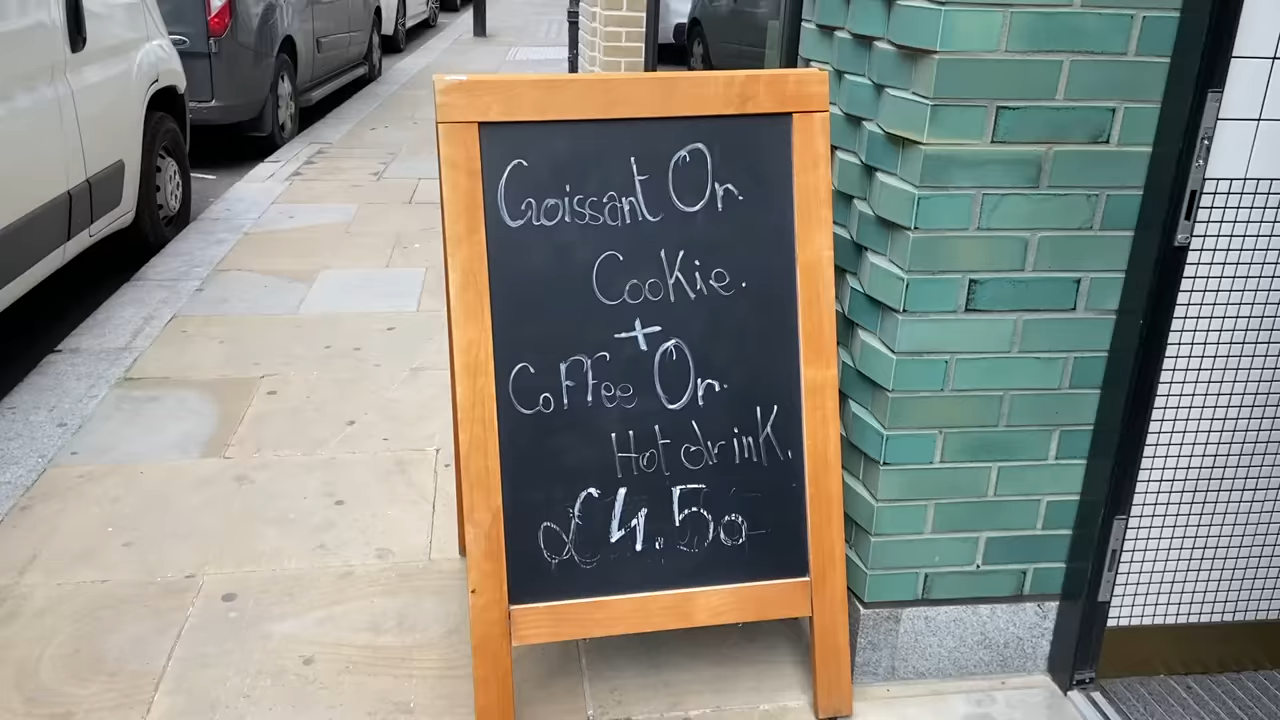 Croissant Or
Cookie.
+
Coffee Or
Hot drink.
£4.50